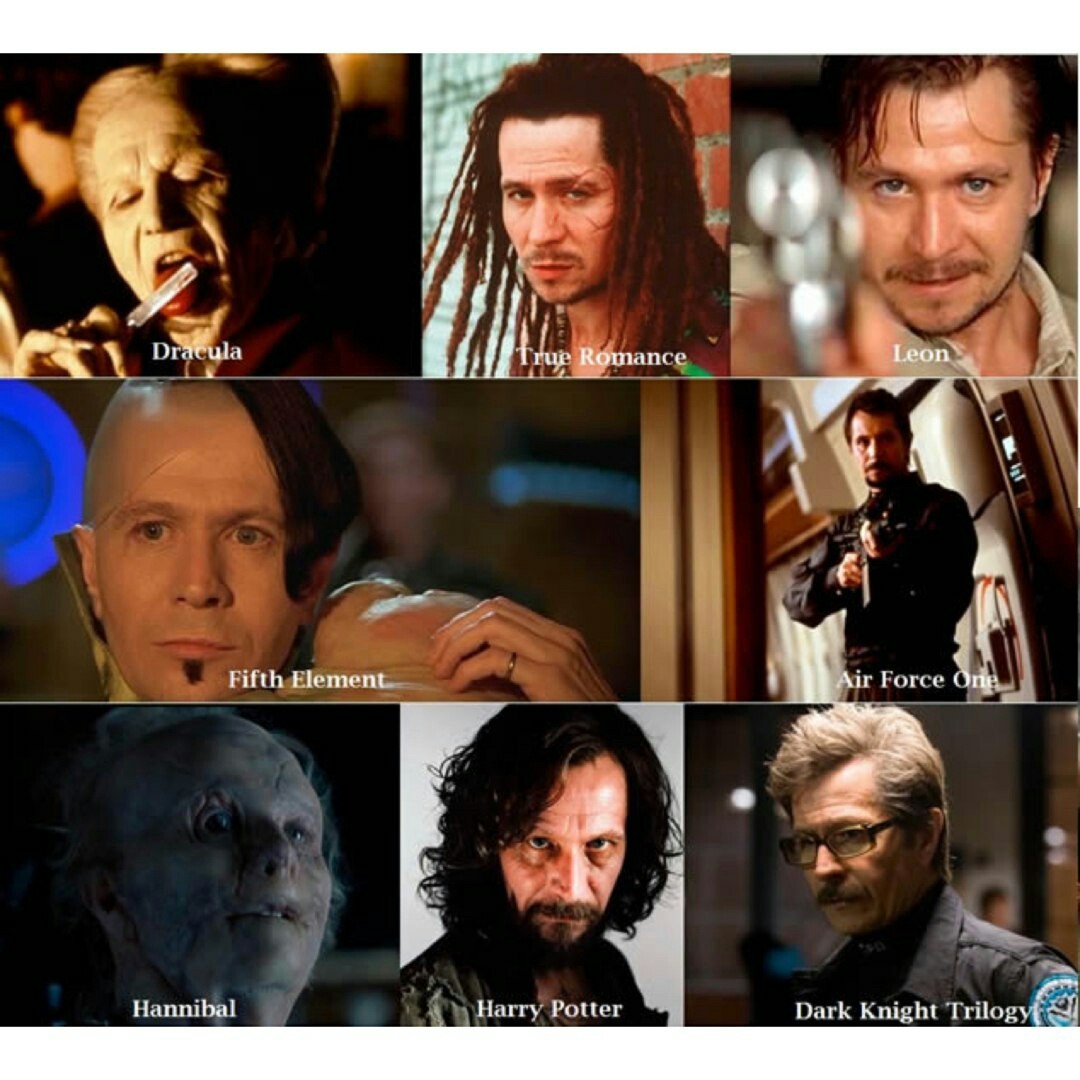 Dracula
True Romance
Leon
Fifth Element
Air Force One
Hannibal
Harry Potter
Dark Knight Trilogy